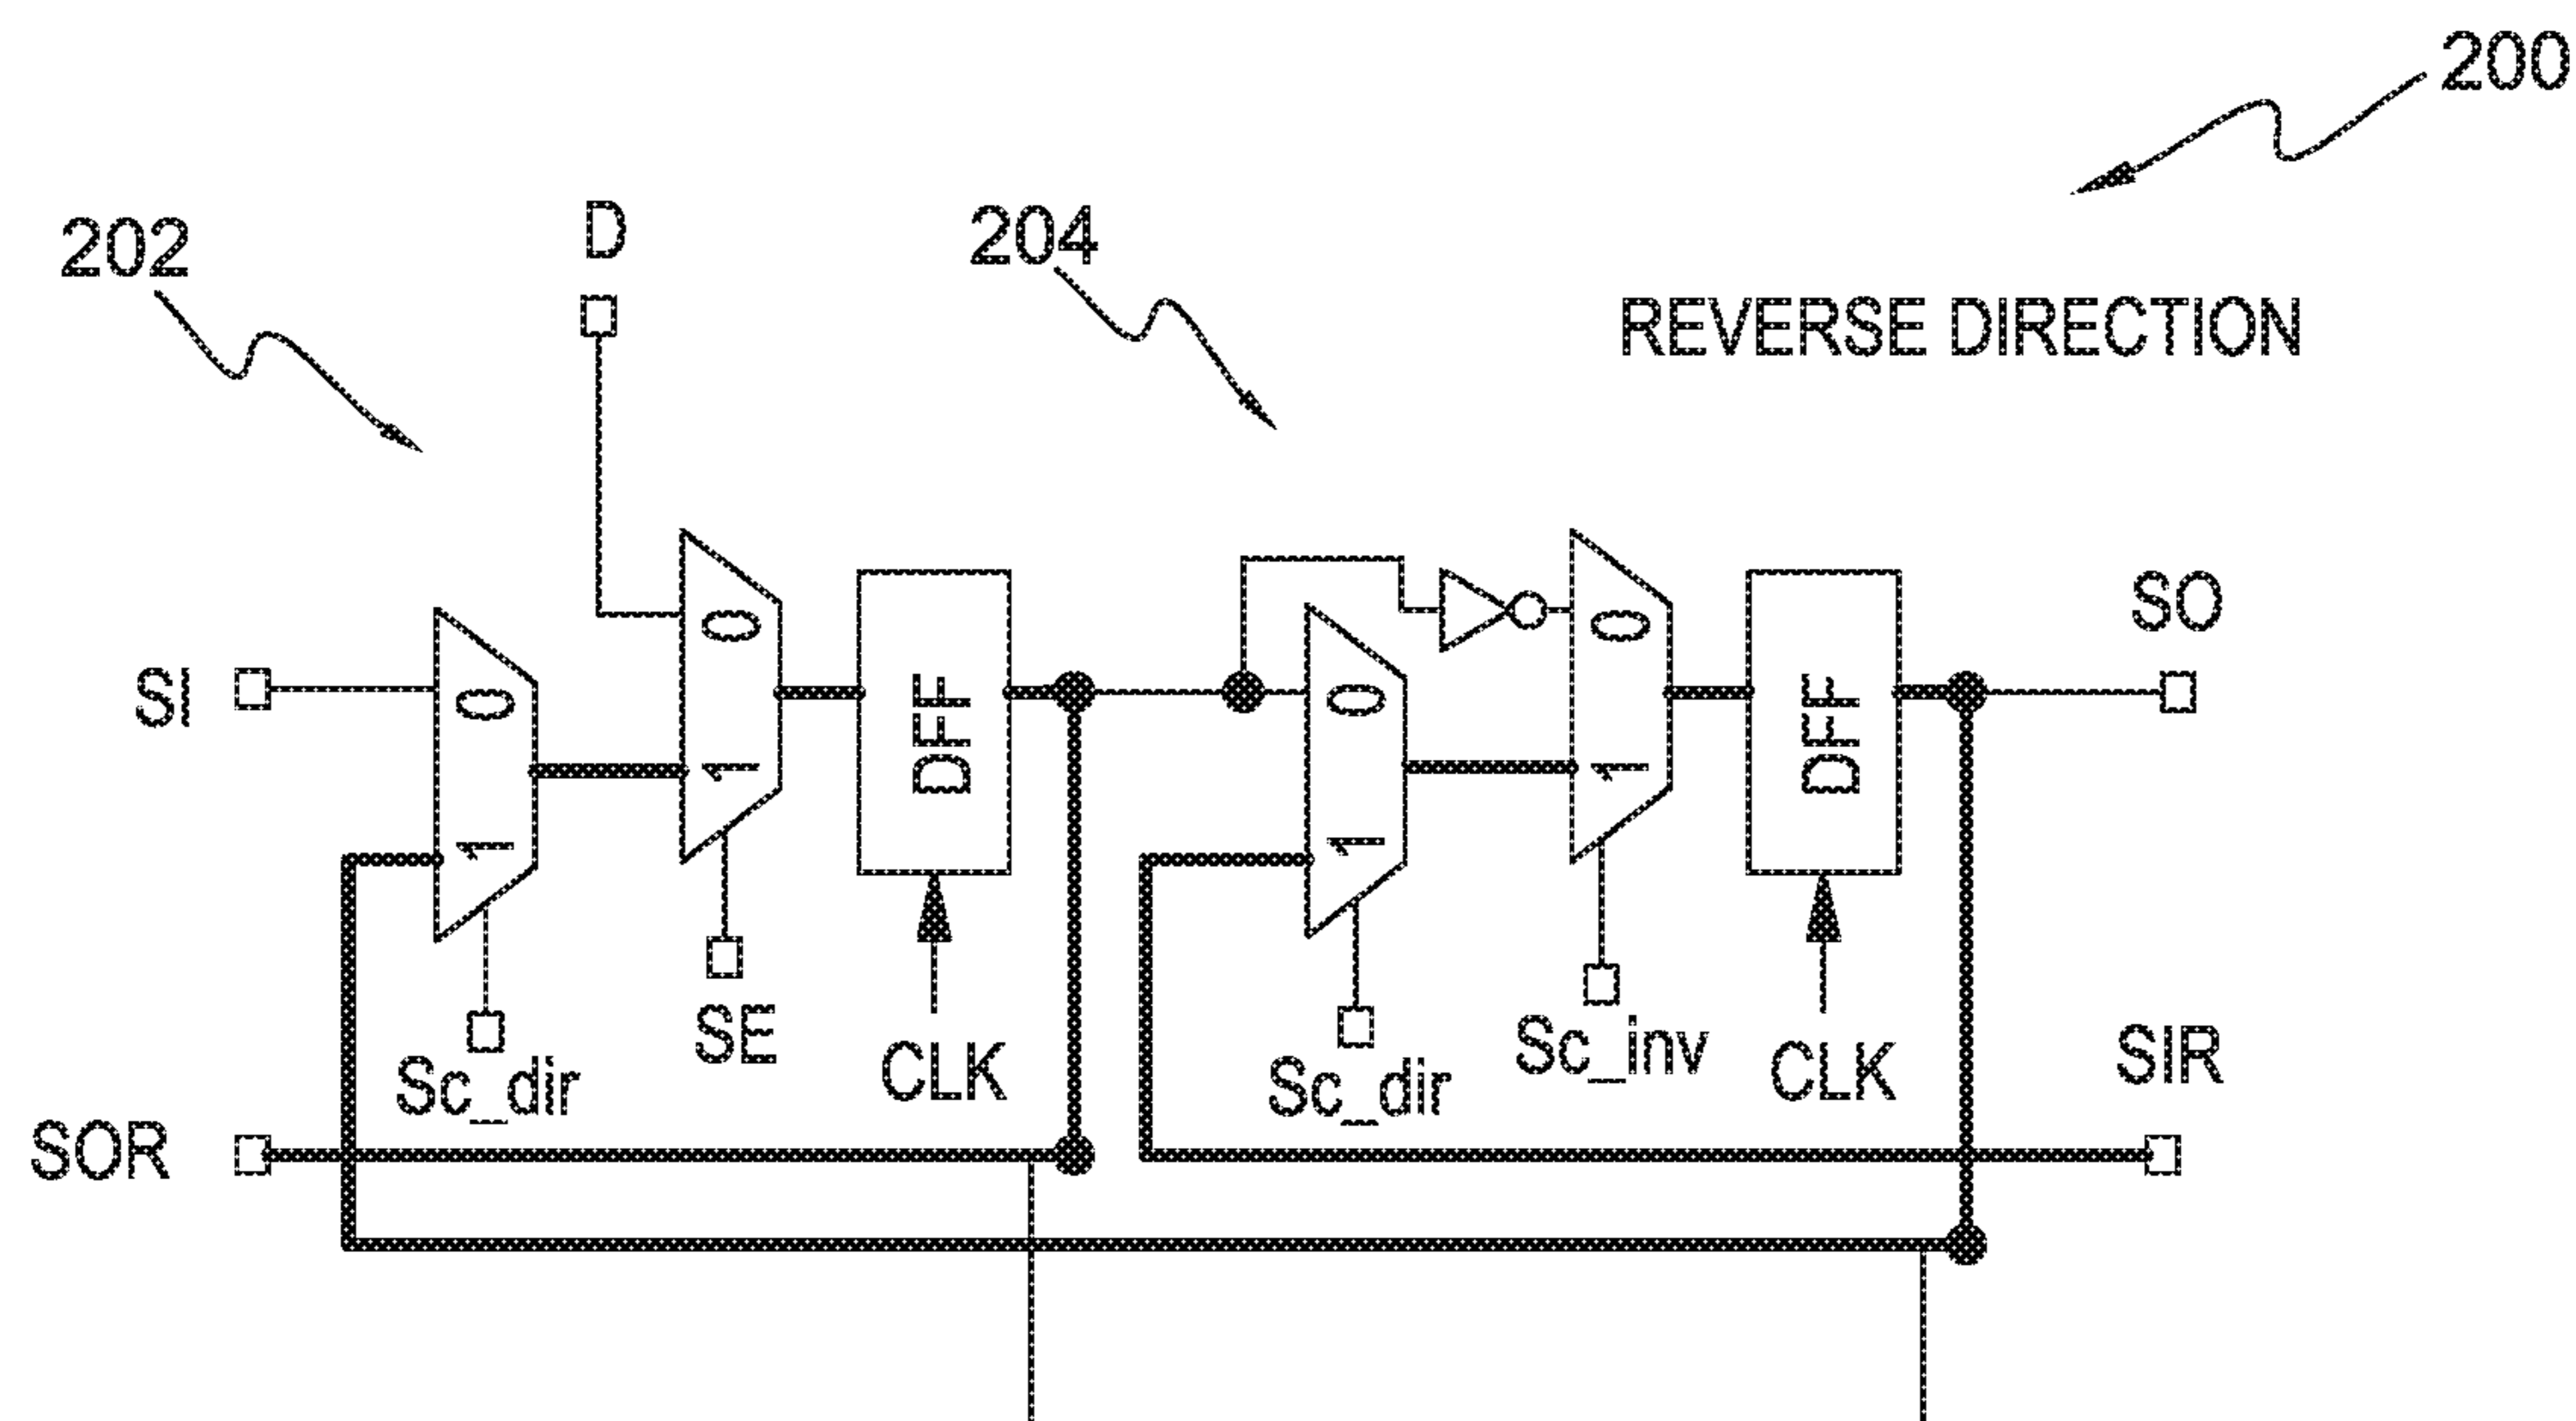 200
202
D
204
REVERSE DIRECTION
SI
0
1
0
1
DFF
0
1
0
1
DFF
SO
Sc_dir
SE
CLK
Sc_dir
Sc_inv
CLK
SIR
SOR